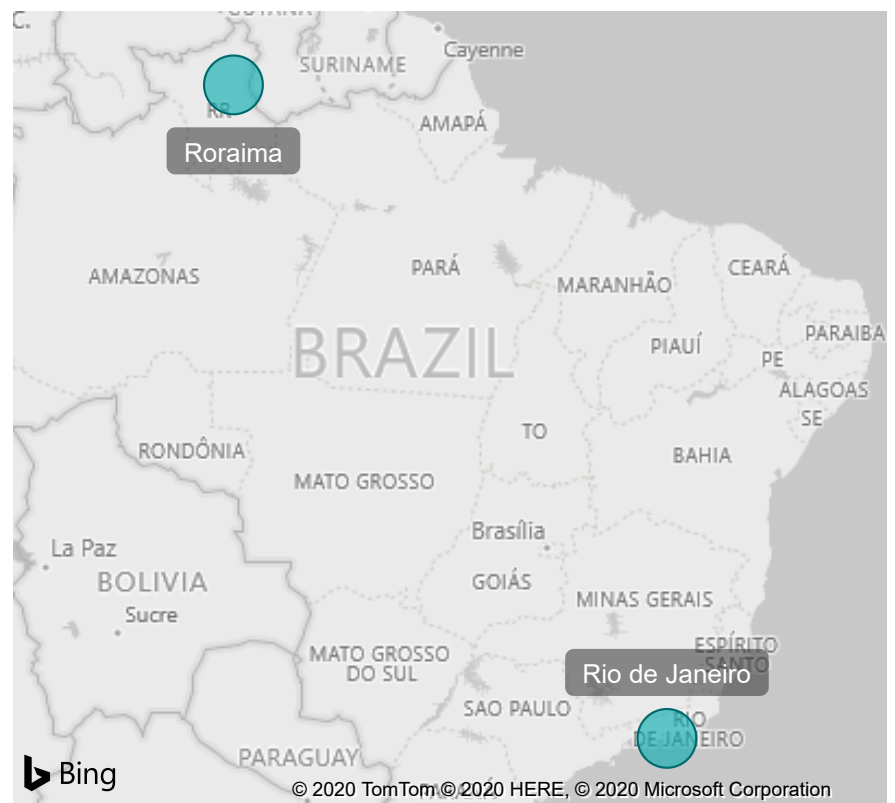 GUYANA
C.
Cayenne
SURINAME
RR
AMAPÁ
Roraima
AMAZONAS
PARÁ
MARANHÃO
CEARÁ
BRAZIL
PIAUÍ
PARAIBA
PE
ALAGOAS
SE
TO
RONDÔNIA
MATO GROSSO
BAHIA
Brasília
La Paz
BOLIVIA
GOIÁS
MINAS GERAIS
Sucre
ESPÍRITO
SANTO
MATO GROSSO
DO SUL
Rio de Janeiro
SAO PAULO
RIO
DE JANEIRO
PARAGUAY
Bing
PARANÁ
© 2020 TomTom © 2020 HERE, © 2020 Microsoft Corporation